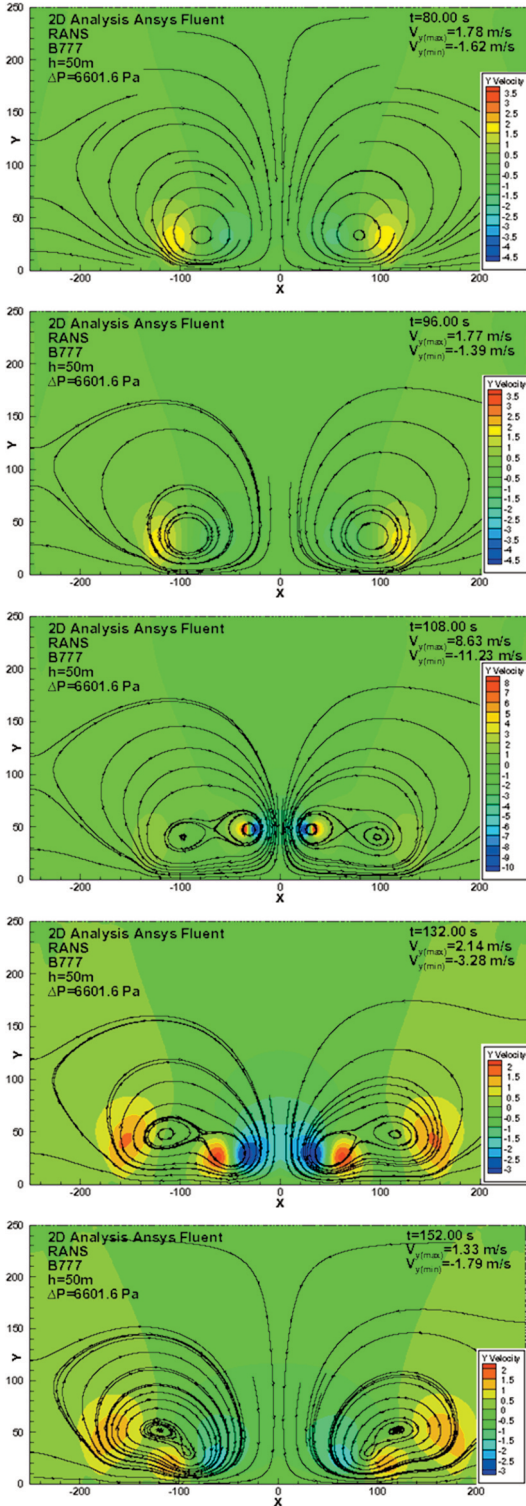 2D Analysis Ansys Fluent
RANS
B777
h=50m
ΔP=6601.6 Pa
t=80.00 s
Vy(max)=1.78 m/s
Vy(min)=-1.62 m/s
Y Velocity
3.5
3
2.5
2
1.5
1
0.5
0
-0.5
-1
-1.5
-2
-2.5
-3
-3.5
-4
-4.5
Y
250
200
150
100
50
0
-200 -100 0 100 200
X
2D Analysis Ansys Fluent
RANS
B777
h=50m
ΔP=6601.6 Pa
t=96.00 s
Vy(max)=1.77 m/s
Vy(min)=-1.39 m/s
Y Velocity
3.5
3
2.5
2
1.5
1
0.5
0
-0.5
-1
-1.5
-2
-2.5
-3
-3.5
-4
-4.5
Y
250
200
150
100
50
0
-200 -100 0 100 200
X
2D Analysis Ansys Fluent
RANS
B777
h=50m
ΔP=6601.6 Pa
t=108.00 s
Vy(max)=8.63 m/s
Vy(min)=-11.23 m/s
Y Velocity
8
7
6
5
4
3
2
1
0
-1
-2
-3
-4
-5
-6
-7
-8
-9
-10
Y
250
200
150
100
50
0
-200 -100 0 100 200
X
2D Analysis Ansys Fluent
RANS
B777
h=50m
ΔP=6601.6 Pa
t=132.00 s
Vy(max)=2.14 m/s
Vy(min)=-3.28 m/s
Y Velocity
2
1.5
1
0.5
0
-0.5
-1
-1.5
-2
-2.5
-3
Y
250
200
150
100
50
0
-200 -100 0 100 200
X
2D Analysis Ansys Fluent
RANS
B777
h=50m
ΔP=6601.6 Pa
t=152.00 s
Vy(max)=1.33 m/s
Vy(min)=-1.79 m/s
Y Velocity
2
1.5
1
0.5
0
-0.5
-1
-1.5
-2
-2.5
-3
Y
250
200
150
100
50
0
-200 -100 0 100 200
X